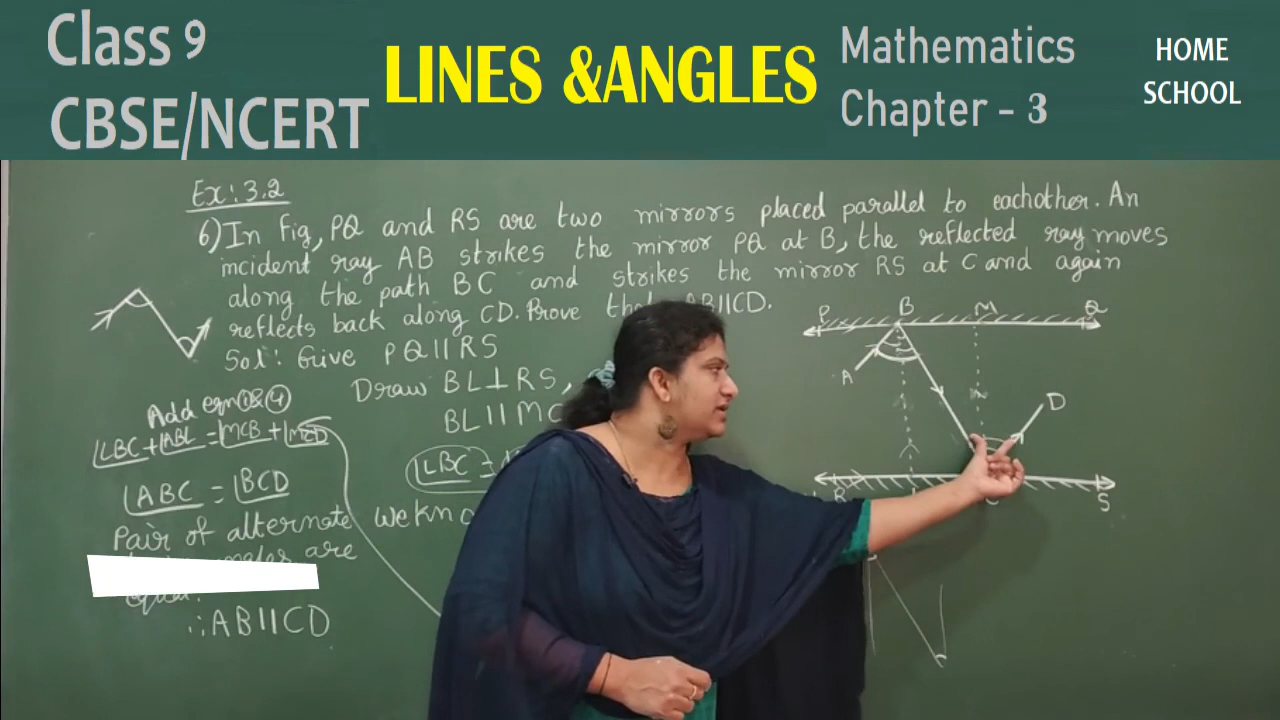 Class 9
CBSE/NCERT
LINES &ANGLES
Mathematics
Chapter - 3
HOME
SCHOOL
Ex: 3.2
6) In fig, PQ and RS are two mirrors placed parallel to eachother. An
incident ray AB strikes the mirror PQ at B, the reflected ray moves
along the path BC and strikes the mirror RS at C and again
reflects back along CD. Prove that AB||CD.
Sol: Give PQ||RS
Draw BL⊥RS,
BL||MC
∠LBC =
We kno
Add eqn ① & ④
∠LBC+∠ABL = ∠MCB+∠MCD
∠ABC = ∠BCD
Pair of alternate
are
equal.
∴ AB||CD
P B M Q
A
D
R L C S